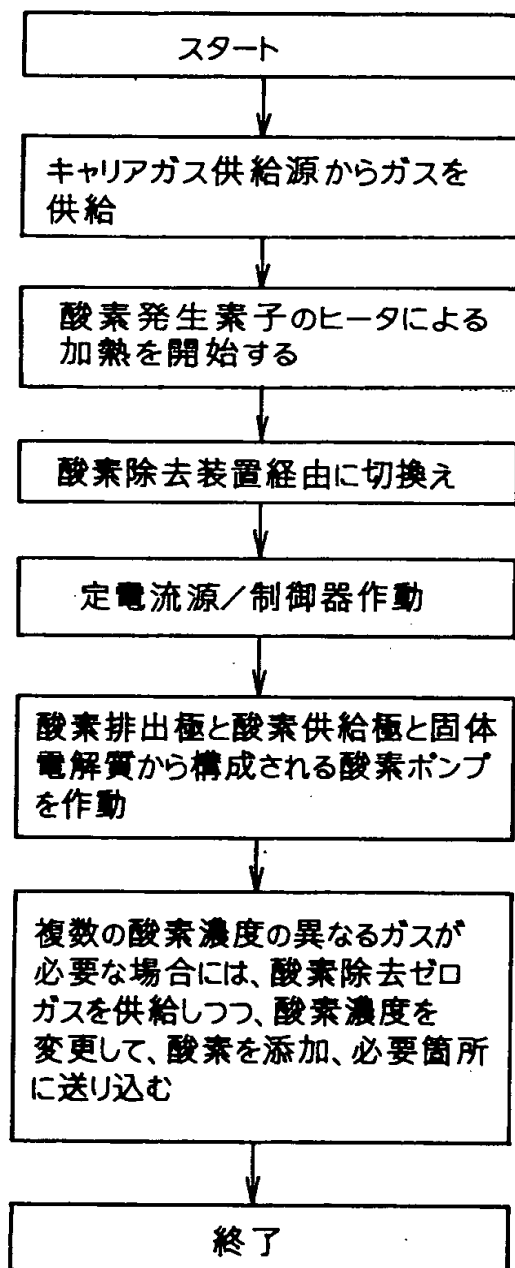 スタート
キャリアガス供給源からガスを
供給
酸素発生素子のヒータによる
加熱を開始する
酸素除去装置経由に切換え
定電流源／制御器作動
酸素排出極と酸素供給極と固体
電解質から構成される酸素ポンプ
を作動
複数の酸素濃度の異なるガスが
必要な場合には、酸素除去ゼロ
ガスを供給しつつ、酸素濃度を
変更して、酸素を添加、必要箇所
に送り込む
終了